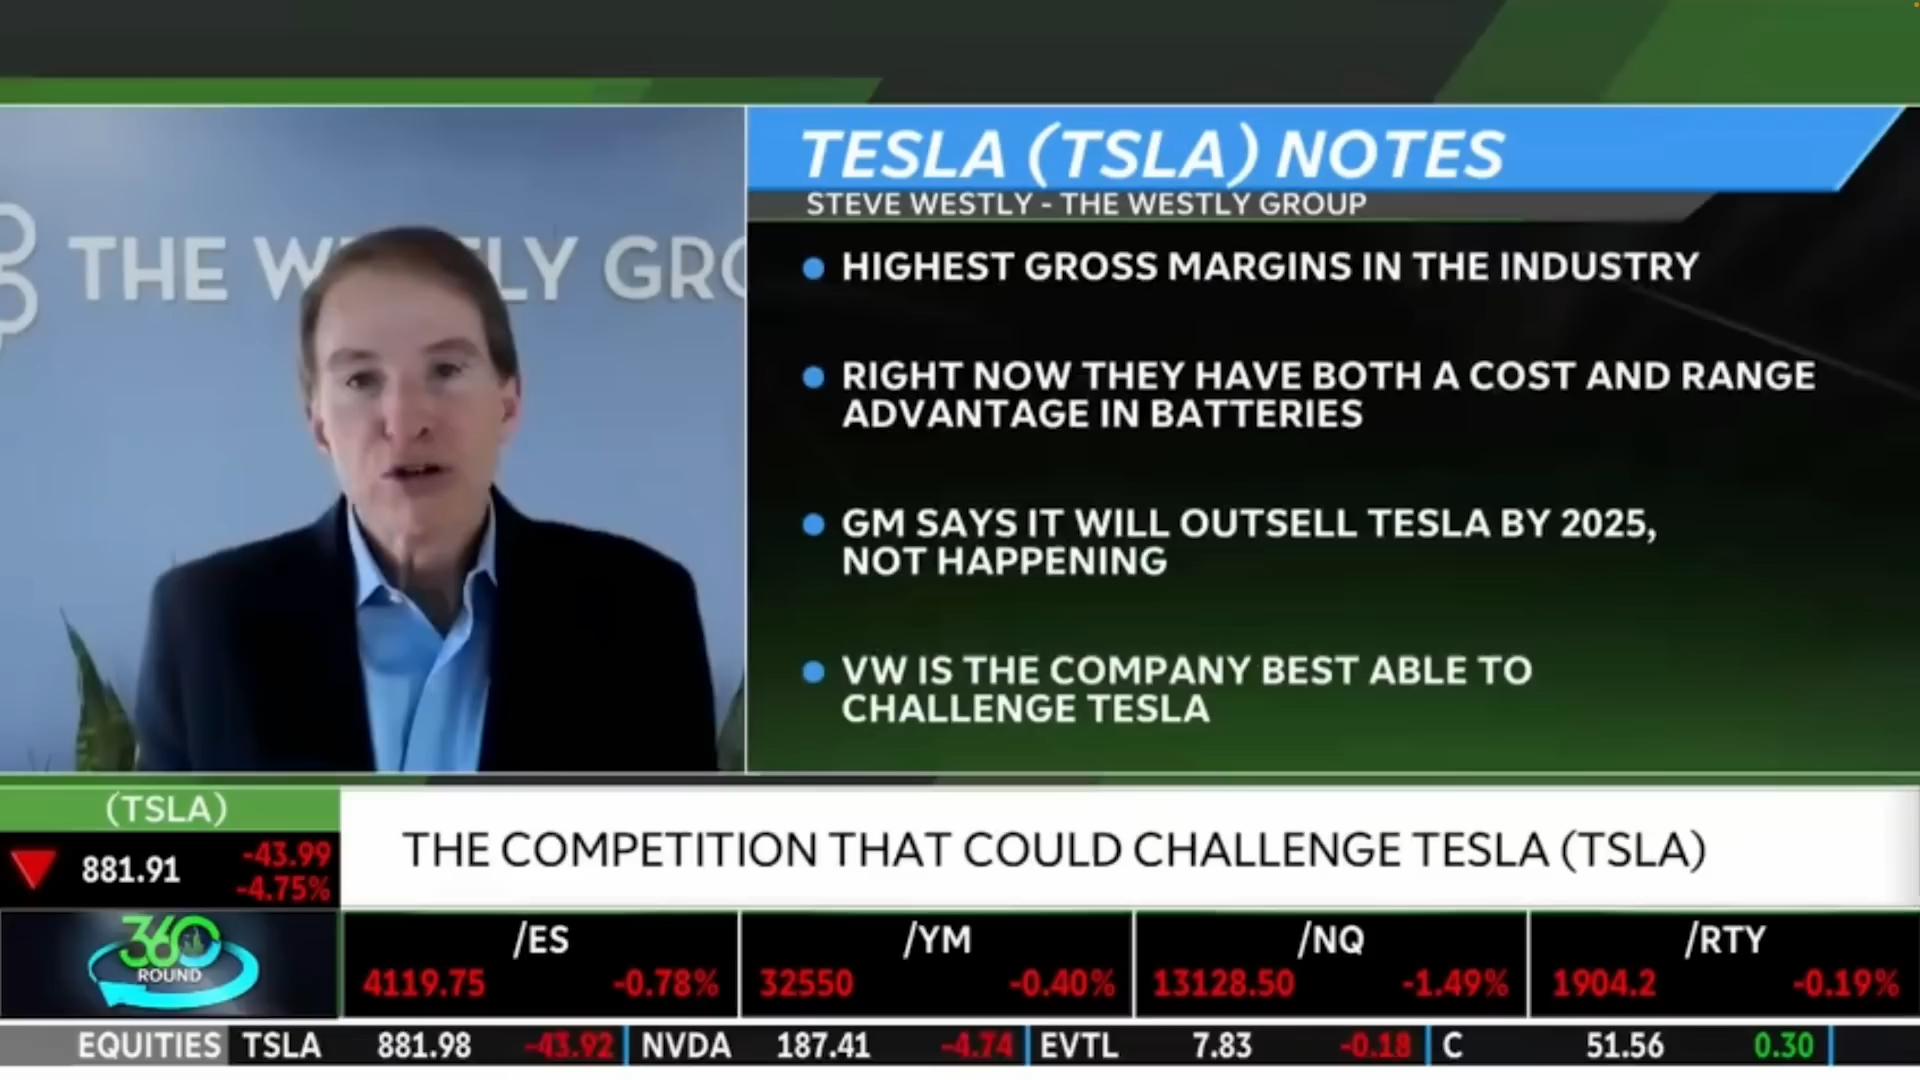 THE WESTLY GRO
TESLA (TSLA) NOTES
STEVE WESTLY - THE WESTLY GROUP
HIGHEST GROSS MARGINS IN THE INDUSTRY
RIGHT NOW THEY HAVE BOTH A COST AND RANGE
ADVANTAGE IN BATTERIES
GM SAYS IT WILL OUTSELL TESLA BY 2025,
NOT HAPPENING
VW IS THE COMPANY BEST ABLE TO
CHALLENGE TESLA
(TSLA)
881.91 -43.99
-4.75%
THE COMPETITION THAT COULD CHALLENGE TESLA (TSLA)
360
ROUND
/ES
4119.75 -0.78%
/YM
32550 -0.40%
/NQ
13128.50 -1.49%
/RTY
1904.2 -0.19%
EQUITIES TSLA 881.98 -43.92 NVDA 187.41 -4.74 EVTL 7.83 -0.18 C 51.56 0.30